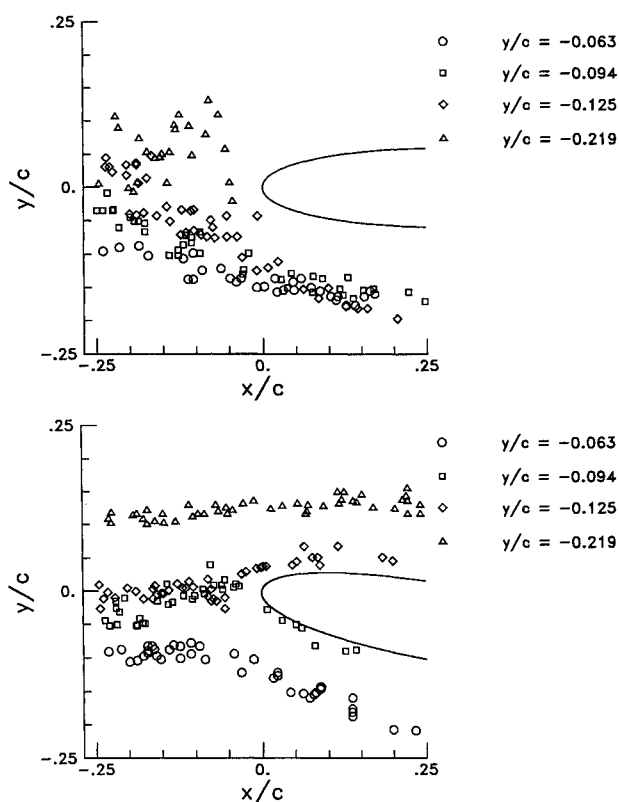 .25
0.
-.25
y/c
-.25
0.
.25
x/c
y/c = -0.063
y/c = -0.094
y/c = -0.125
y/c = -0.219
.25
0.
-.25
y/c
-.25
0.
.25
x/c
y/c = -0.063
y/c = -0.094
y/c = -0.125
y/c = -0.219